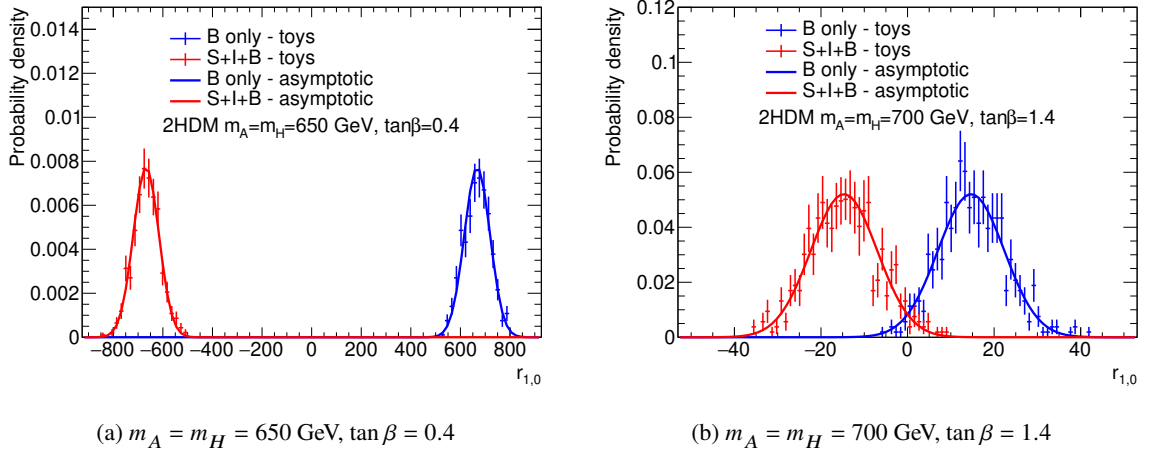 Probability density
0.014
0.012
0.01
0.008
0.006
0.004
0.002
0
B only - toys
S+I+B - toys
B only - asymptotic
S+I+B - asymptotic
2HDM m_A=m_H=650 GeV, tanβ=0.4
−800 −600 −400 −200 0 200 400 600 800
r_{1,0}
Probability density
0.12
0.1
0.08
0.06
0.04
0.02
0
B only - toys
S+I+B - toys
B only - asymptotic
S+I+B - asymptotic
2HDM m_A=m_H=700 GeV, tanβ=1.4
−40 −20 0 20 40
r_{1,0}
(a) m_A = m_H = 650 GeV, tan β = 0.4
(b) m_A = m_H = 700 GeV, tan β = 1.4